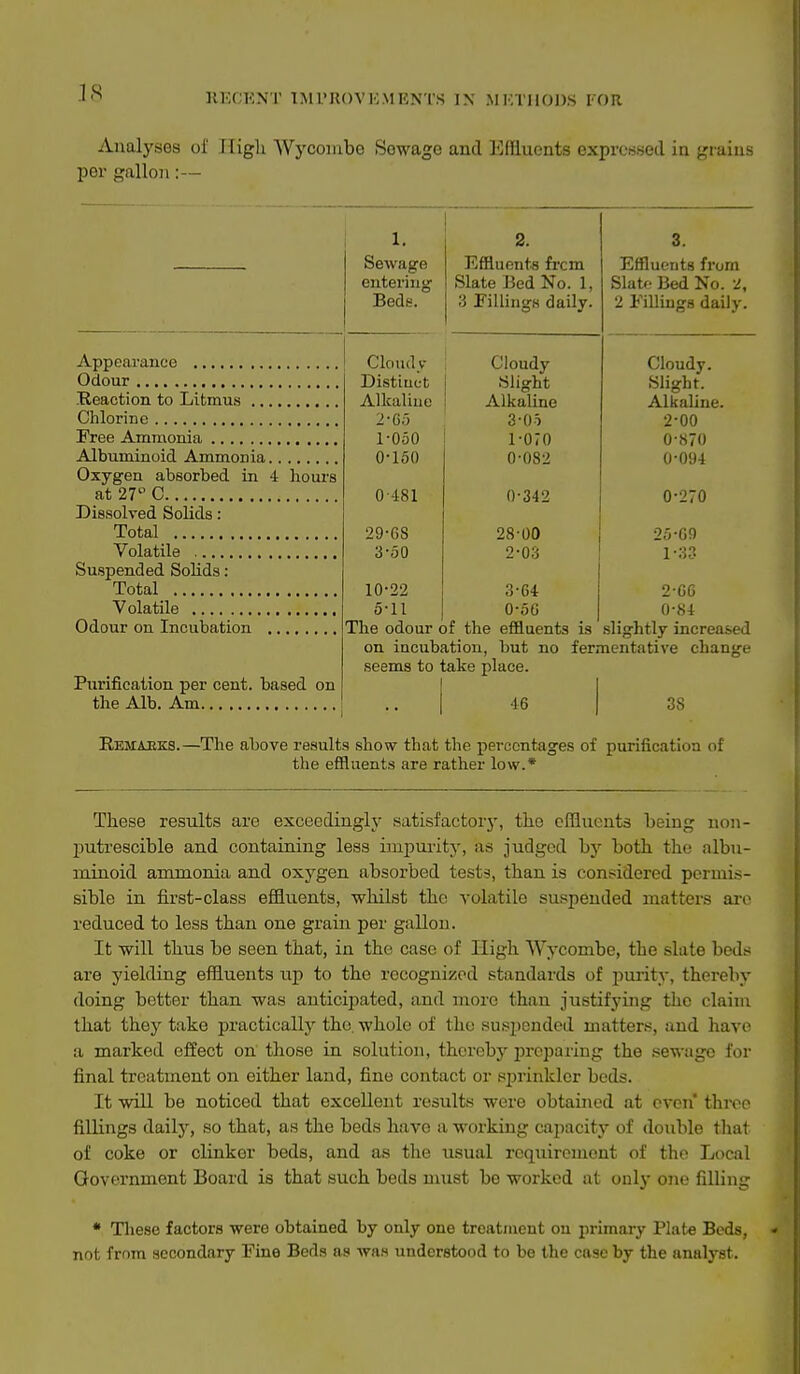 18 RECENT IMPROVEMENTS IN METHODS FOR
Analyses of High Wycombe Sewage and Effluents expressed in grains
per gallon:—
1. 2. 3.
Sewage Effluents from Effluents from
entering Slate Bed No. 1, Slate Bed No. 2,
Beds. 3 Fillings daily. 2 Fillings daily.
Appearance .................. Cloudy Cloudy Cloudy.
Odour ........................ Distinct Slight Slight.
Reaction to Litmus .......... Alkaline Alkaline Alkaline.
Chlorine ...................... 2·65 3·05 2·00
Free Ammonia ................ 1·050 1·070 0·870
Albuminoid Ammonia........ 0·150 0·082 0·094
Oxygen absorbed in 4 hours
at 27° C.................... 0·481 0·342 0·270
Dissolved Solids:
Total .................... 29·68 28·00 25·69
Volatile .................. 3·50 2·03 1·33
Suspended Solids:
Total .................... 10·22 3·64 2·66
Volatile .................. 5·11 0·56 0·84
Odour on Incubation ........ The odour of the effluents is slightly increased
on incubation, but no fermentative change
seems to take place.
Purification per cent. based on
the Alb. Am................. .. 46 38
REMARKS.—The above results show that the percentages of purification of
the effluents are rather low.*
These results are exceedingly satisfactory, the effluents being non-
putrescible and containing less impurity, as judged by both the albu-
minoid ammonia and oxygen absorbed tests, than is considered permis-
sible in first-class effluents, whilst the volatile suspended matters are
reduced to less than one grain per gallon.
It will thus be seen that, in the case of High Wycombe, the slate beds
are yielding effluents up to the recognized standards of purity, thereby
doing better than was anticipated, and more than justifying the claim
that they take practically the whole of the suspended matters, and have
a marked effect on those in solution, thereby preparing the sewage for
final treatment on either land, fine contact or sprinkler beds.
It will be noticed that excellent results were obtained at even three
fillings daily, so that, as the beds have a working capacity of double that
of coke or clinker beds, and as the usual requirement of the Local
Government Board is that such beds must be worked at only one filling
* These factors were obtained by only one treatment on primary Plate Beds,
not from secondary Fine Beds as was understood to be the case by the analyst.